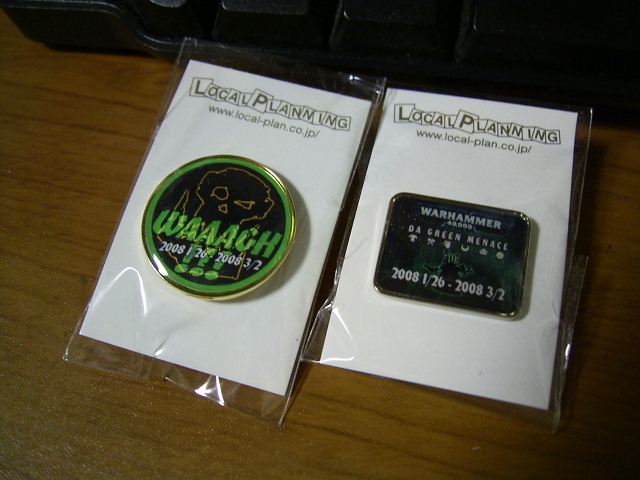 LOCAL PLANNING
www.local-plan.co.jp/
WAAAGH
2008 1/26 - 2008 3/2
!!!
LOCAL PLANNING
www.local-plan.co.jp/
WARHAMMER
40,000
DA GREEN MENACE
2008 1/26 - 2008 3/2